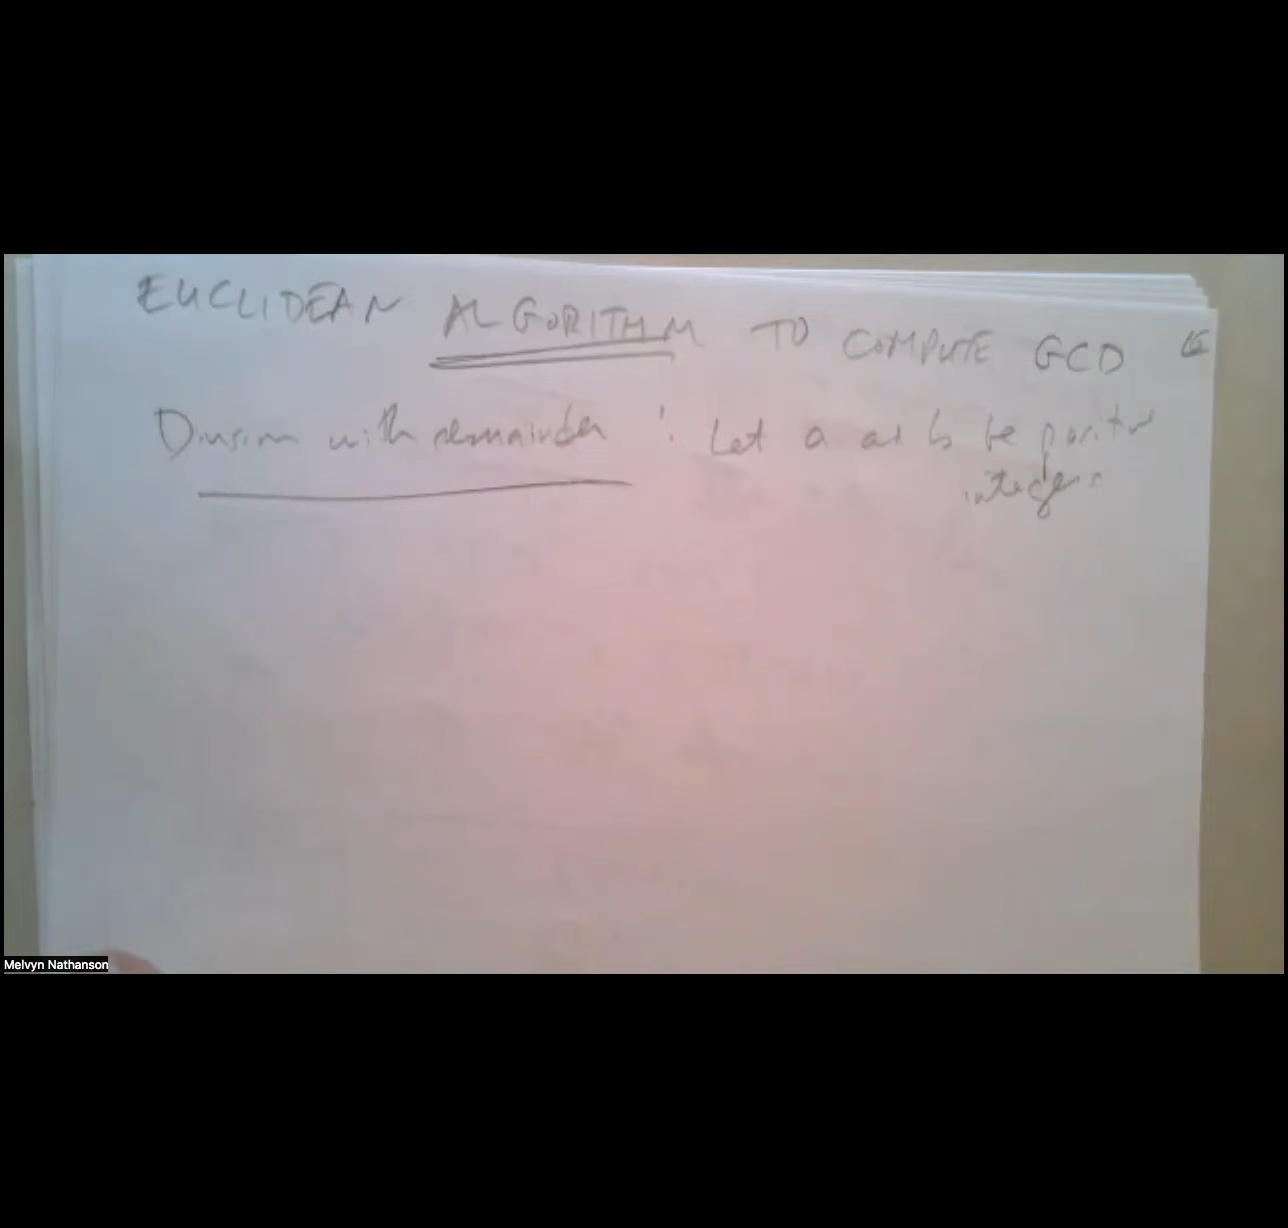 EUCLIDEAN ALGORITHM TO COMPUTE GCD
Division with remainder : Let a and b be positive
integers
Melvyn Nathanson